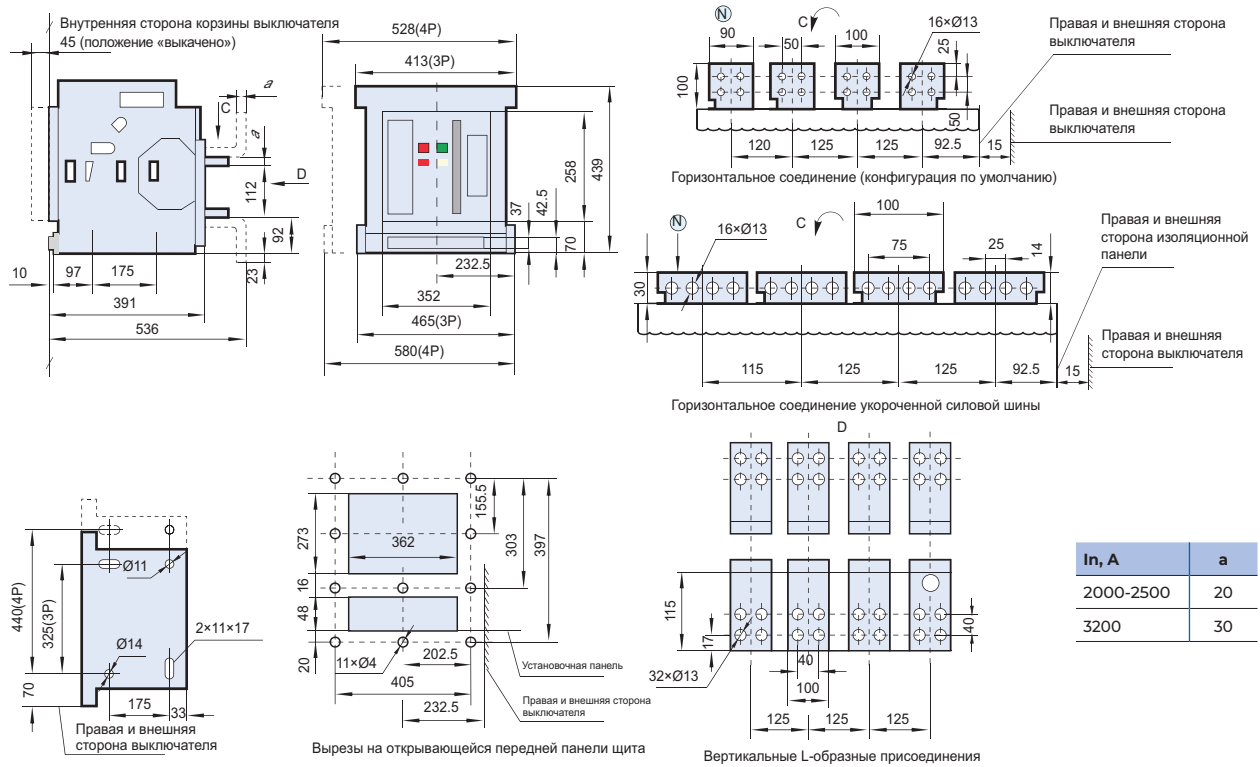 Внутренняя сторона корзины выключателя
45 (положение «выкачено»)
a
C
a
112
D
92
23
10
97
175
391
536
528(4P)
413(3P)
258
439
37
42.5
70
232.5
352
465(3P)
580(4P)
N
90
C
50
100
16×Ø13
25
100
50
120
125
125
92.5
15
Правая и внешняя сторона
выключателя
Правая и внешняя сторона
выключателя
Горизонтальное соединение (конфигурация по умолчанию)
N
16×Ø13
C
100
75
25
14
30
115
125
125
92.5
15
Правая и внешняя
сторона изоляционной
панели
Правая и внешняя
сторона выключателя
Горизонтальное соединение укороченной силовой шины
440(4P)
325(3P)
Ø11
Ø14
2×11×17
70
175
33
Правая и внешняя
сторона выключателя
273
362
16
48
20
155.5
303
397
11×Ø4
202.5
405
232.5
Установочная панель
Правая и внешняя сторона
выключателя
Вырезы на открывающейся передней панели щита
D
115
17
40
32×Ø13
40
100
125
125
125
Вертикальные L-образные присоединения
In, A a
2000-2500 20
3200 30